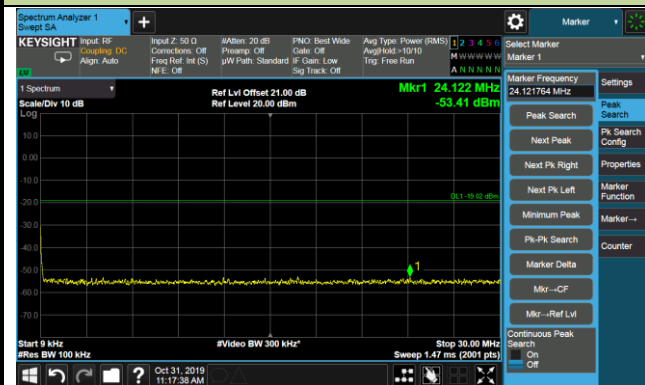 Spectrum Analyzer 1
Swept SA
+
Marker
KEYSIGHT
Input: RF
Coupling: DC
Align: Auto
Input Z: 50 Ω
Corrections: Off
Freq Ref: Int (S)
NFE: Off
#Atten: 20 dB
Preamp: Off
µW Path: Standard
PNO: Best Wide
Gate: Off
IF Gain: Low
Sig Track: Off
Avg Type: Power (RMS)
Avg|Hold:>10/10
Trig: Free Run
1 2 3 4 5 6
M W W W W W
A N N N N N
Select Marker
Marker 1
LV
1 Spectrum
Scale/Div 10 dB
Log
Ref Lvl Offset 21.00 dB
Ref Level 20.00 dBm
Mkr1 24.122 MHz
-53.41 dBm
10.0
0.00
-10.0
-20.0
-30.0
-40.0
-50.0
-60.0
-70.0
DL1 -19.02 dBm
1
Start 9 kHz
#Res BW 100 kHz
#Video BW 300 kHz*
Stop 30.00 MHz
Sweep 1.47 ms (2001 pts)
Marker Frequency
24.121764 MHz
Peak Search
Next Peak
Next Pk Right
Next Pk Left
Minimum Peak
Pk-Pk Search
Marker Delta
Mkr→CF
Mkr→Ref Lvl
Continuous Peak
Search
On
Off
Settings
Peak
Search
Pk Search
Config
Properties
Marker
Function
Marker→
Counter
?
Oct 31, 2019
11:17:38 AM